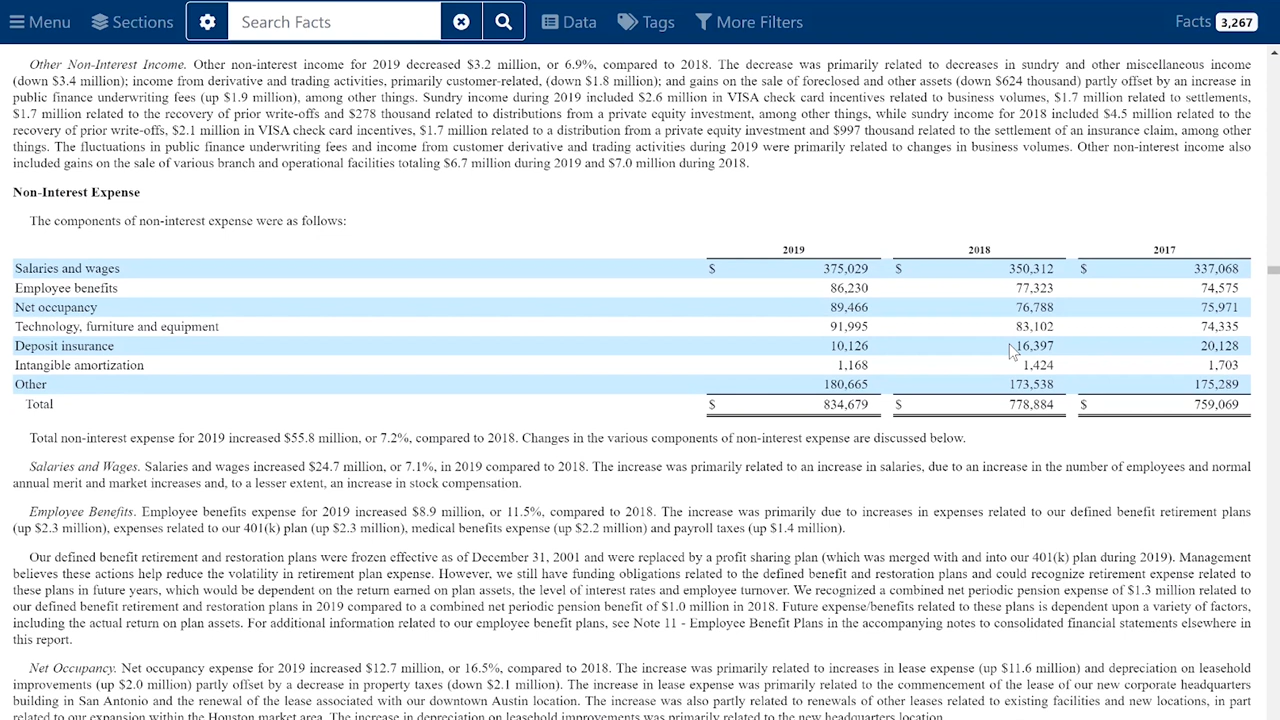 Menu Sections Search Facts Data Tags More Filters Facts 3,267
Other Non-Interest Income. Other non-interest income for 2019 decreased $3.2 million, or 6.9%, compared to 2018. The decrease was primarily related to decreases in sundry and other miscellaneous income
(down $3.4 million); income from derivative and trading activities, primarily customer-related, (down $1.8 million); and gains on the sale of foreclosed and other assets (down $624 thousand) partly offset by an increase in
public finance underwriting fees (up $1.9 million), among other things. Sundry income during 2019 included $2.6 million in VISA check card incentives related to business volumes, $1.7 million related to settlements,
$1.7 million related to the recovery of prior write-offs and $278 thousand related to distributions from a private equity investment, among other things, while sundry income for 2018 included $4.5 million related to the
recovery of prior write-offs, $2.1 million in VISA check card incentives, $1.7 million related to a distribution from a private equity investment and $997 thousand related to the settlement of an insurance claim, among other
things. The fluctuations in public finance underwriting fees and income from customer derivative and trading activities during 2019 were primarily related to changes in business volumes. Other non-interest income also
included gains on the sale of various branch and operational facilities totaling $6.7 million during 2019 and $7.0 million during 2018.
Non-Interest Expense
The components of non-interest expense were as follows:
2019 2018 2017
Salaries and wages $ 375,029 $ 350,312 $ 337,068
Employee benefits 86,230 77,323 74,575
Net occupancy 89,466 76,788 75,971
Technology, furniture and equipment 91,995 83,102 74,335
Deposit insurance 10,126 16,397 20,128
Intangible amortization 1,168 1,424 1,703
Other 180,665 173,538 175,289
Total $ 834,679 $ 778,884 $ 759,069
Total non-interest expense for 2019 increased $55.8 million, or 7.2%, compared to 2018. Changes in the various components of non-interest expense are discussed below.
Salaries and Wages. Salaries and wages increased $24.7 million, or 7.1%, in 2019 compared to 2018. The increase was primarily related to an increase in salaries, due to an increase in the number of employees and normal
annual merit and market increases and, to a lesser extent, an increase in stock compensation.
Employee Benefits. Employee benefits expense for 2019 increased $8.9 million, or 11.5%, compared to 2018. The increase was primarily due to increases in expenses related to our defined benefit retirement plans
(up $2.3 million), expenses related to our 401(k) plan (up $2.3 million), medical benefits expense (up $2.2 million) and payroll taxes (up $1.4 million).
Our defined benefit retirement and restoration plans were frozen effective as of December 31, 2001 and were replaced by a profit sharing plan (which was merged with and into our 401(k) plan during 2019). Management
believes these actions help reduce the volatility in retirement plan expense. However, we still have funding obligations related to the defined benefit and restoration plans and could recognize retirement expense related to
these plans in future years, which would be dependent on the return earned on plan assets, the level of interest rates and employee turnover. We recognized a combined net periodic pension expense of $1.3 million related to
our defined benefit retirement and restoration plans in 2019 compared to a combined net periodic pension benefit of $1.0 million in 2018. Future expense/benefits related to these plans is dependent upon a variety of factors,
including the actual return on plan assets. For additional information related to our employee benefit plans, see Note 11 - Employee Benefit Plans in the accompanying notes to consolidated financial statements elsewhere in
this report.
Net Occupancy. Net occupancy expense for 2019 increased $12.7 million, or 16.5%, compared to 2018. The increase was primarily related to increases in lease expense (up $11.6 million) and depreciation on leasehold
improvements (up $2.0 million) partly offset by a decrease in property taxes (down $2.1 million). The increase in lease expense was primarily related to the commencement of the lease of our new corporate headquarters
building in San Antonio and the renewal of the lease associated with our downtown Austin location. The increase was also partly related to renewals of other leases related to existing facilities and new locations, in part
related to our expansion within the Houston market area. The increase in depreciation on leasehold improvements was primarily related to the new headquarters location.